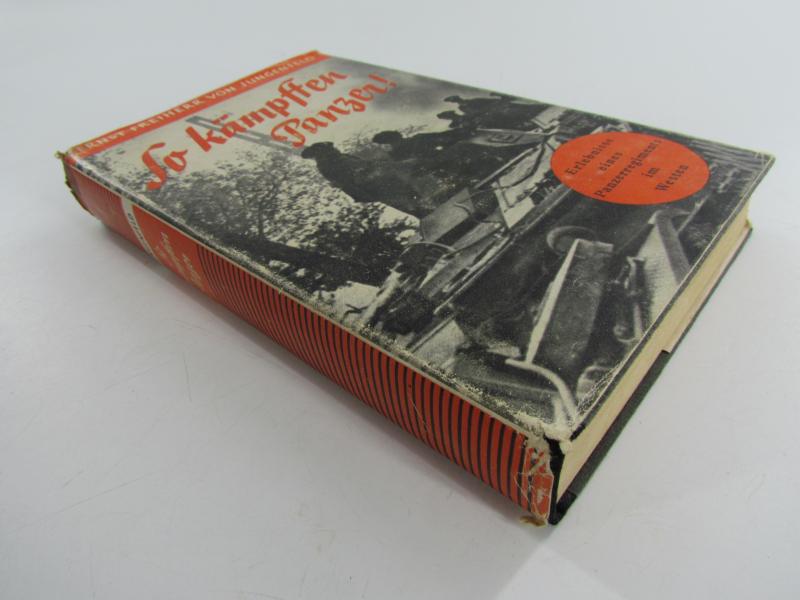 ERNST FREIHERR VON JUNGENFELD
So kämpften
Panzer!
Erlebnisse
eines
Panzerregiments
im
Westen